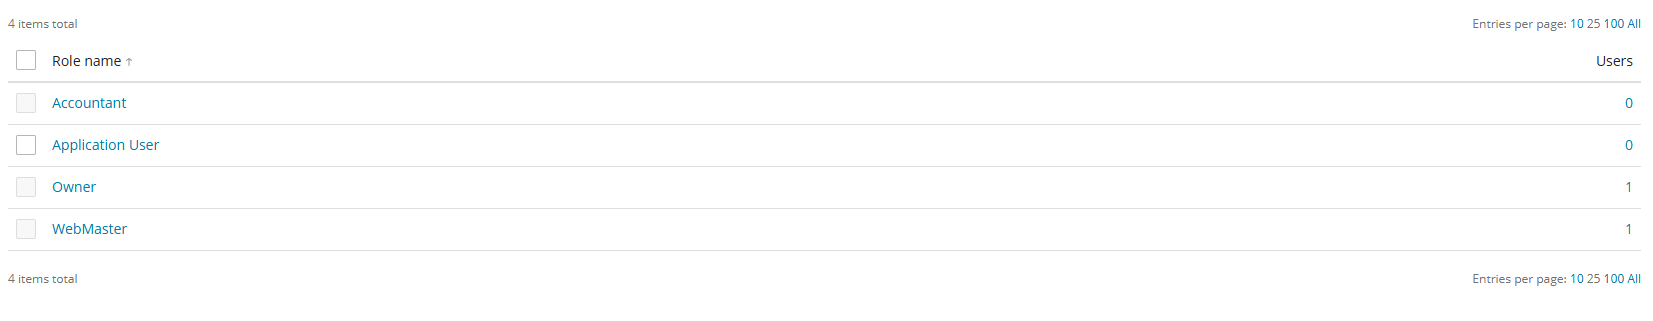 4 items total Entries per page: 10 25 100 All
Role name ↑ Users
Accountant 0
Application User 0
Owner 1
WebMaster 1
4 items total Entries per page: 10 25 100 All